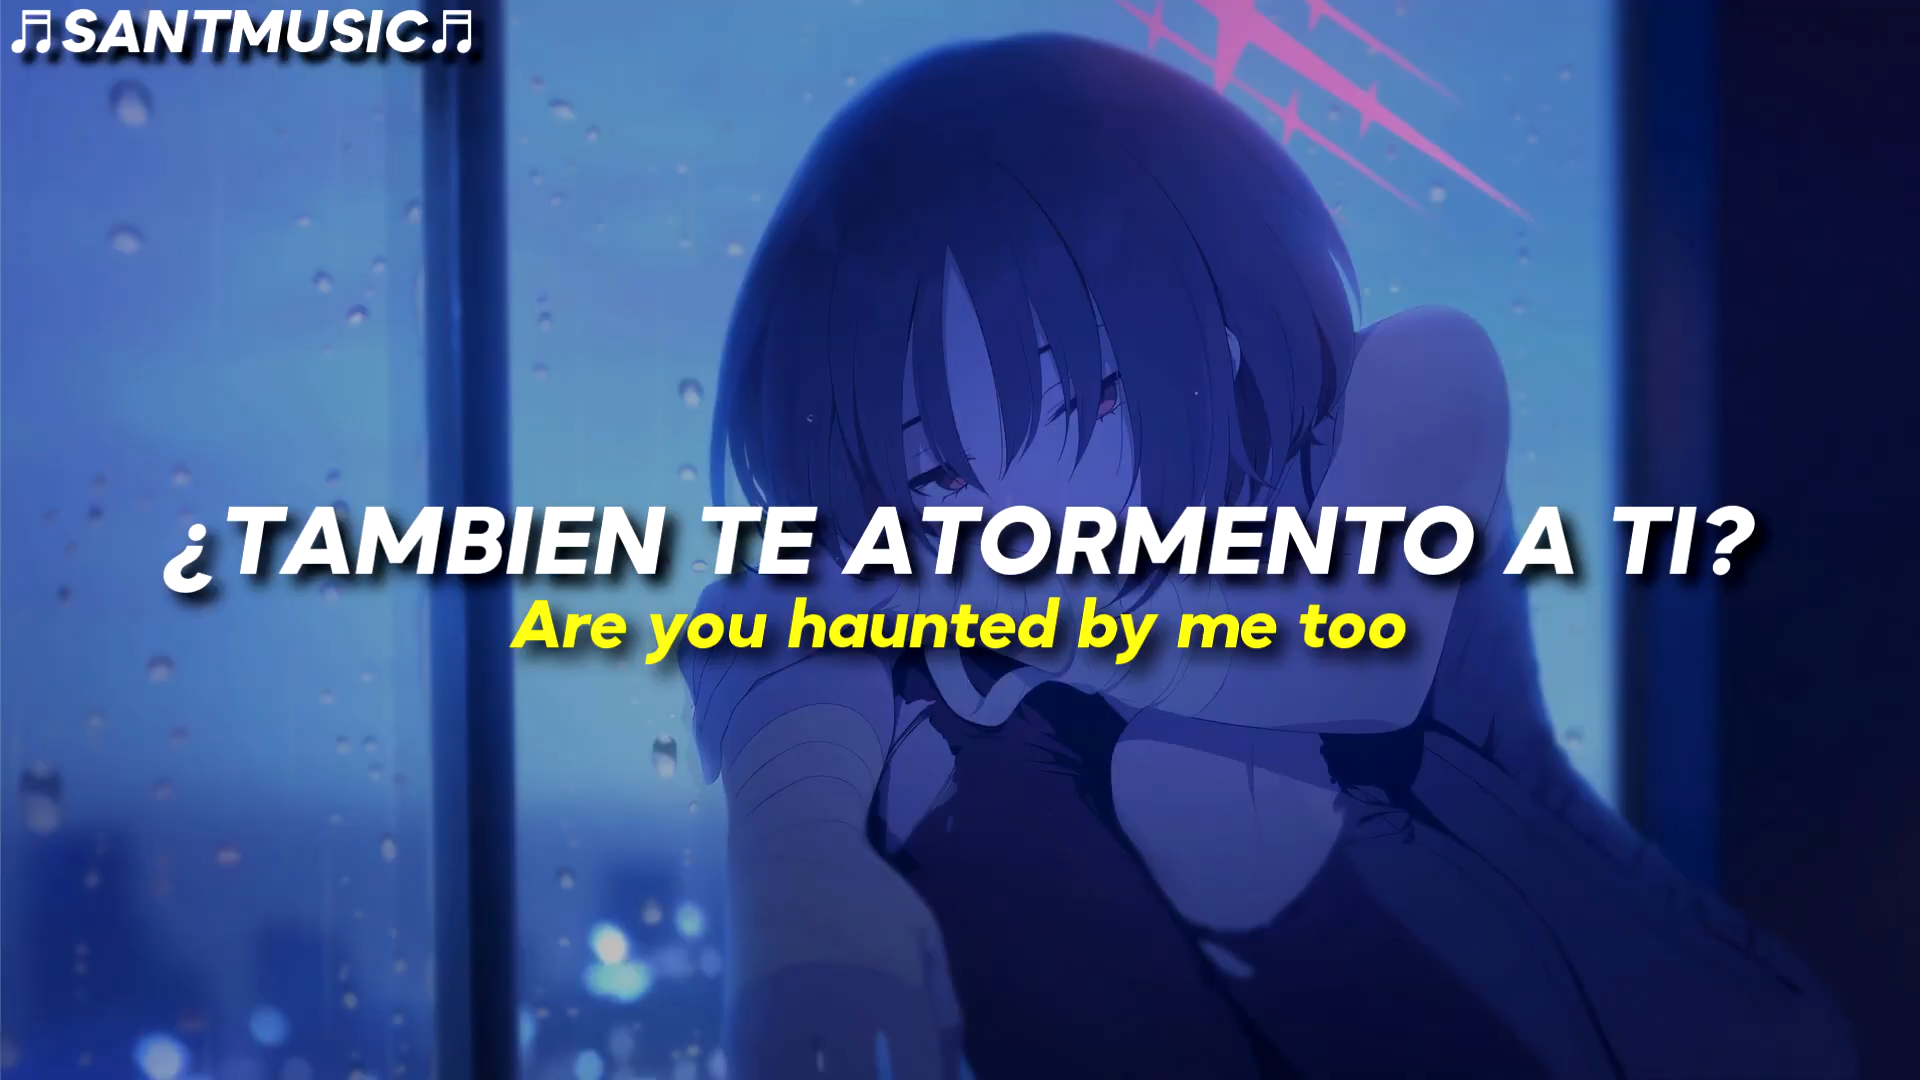 ♫SANTMUSIC♫
¿TAMBIEN TE ATORMENTO A TI?
Are you haunted by me too